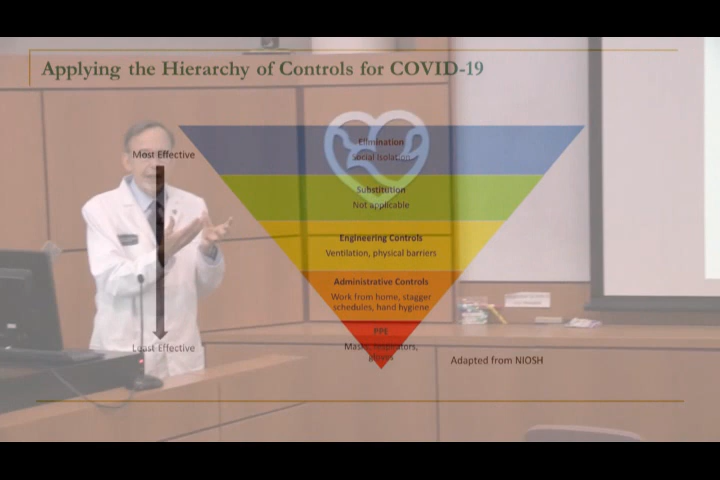 Applying the Hierarchy of Controls for COVID-19
Most Effective
Elimination
Social Isolation
Substitution
Not applicable
Engineering Controls
Ventilation, physical barriers
Administrative Controls
Work from home, stagger
schedules, hand hygiene
PPE
Masks, respirators,
gloves
Least Effective
Adapted from NIOSH